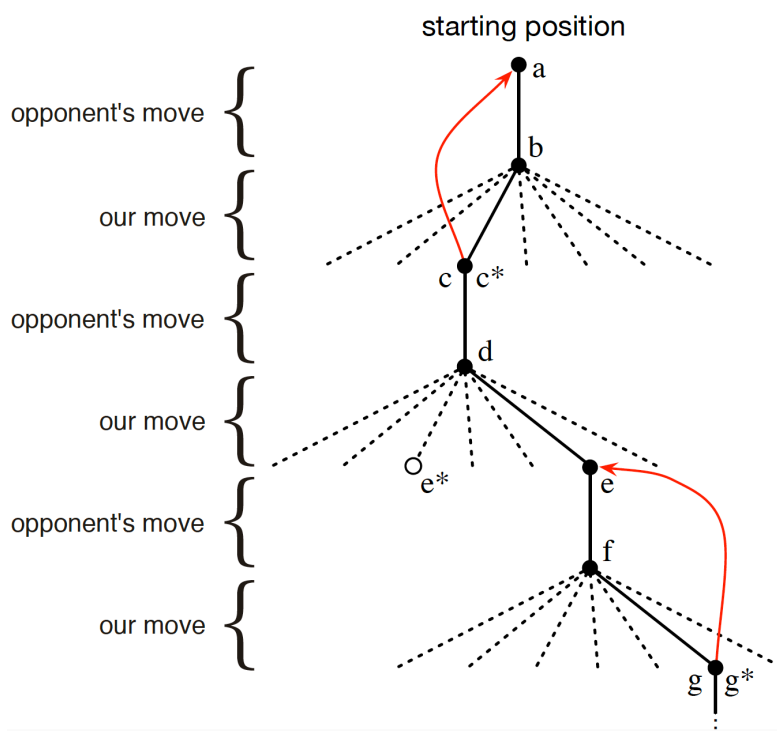 starting position
a
opponent's move
b
our move
c c*
opponent's move
d
our move
e*
e
opponent's move
f
our move
g g*